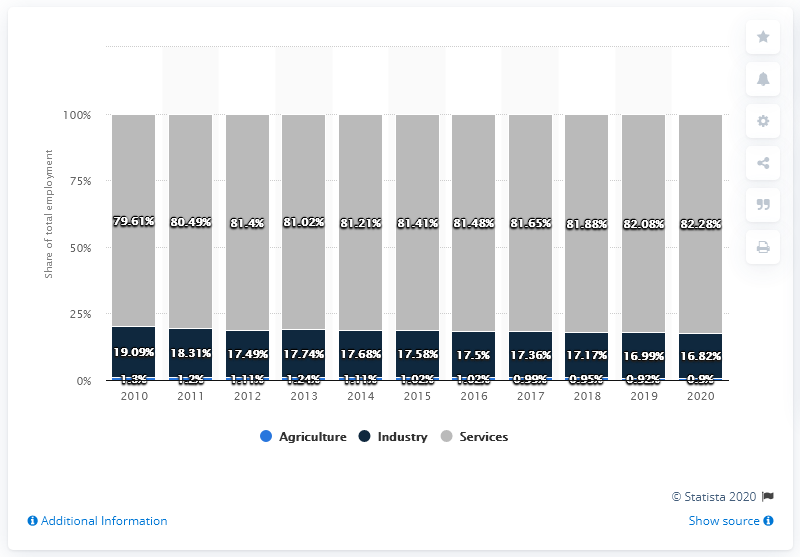 100%
75%
50%
25%
0%
Share of total employment
79.61% 80.49% 81.4% 81.02% 81.21% 81.41% 81.48% 81.65% 81.88% 82.08% 82.28%
19.09% 18.31% 17.49% 17.74% 17.68% 17.58% 17.5% 17.36% 17.17% 16.99% 16.82%
1.3% 1.2% 1.11% 1.24% 1.11% 1.02% 1.02% 0.99% 0.95% 0.92% 0.9%
2010 2011 2012 2013 2014 2015 2016 2017 2018 2019 2020
Agriculture Industry Services
© Statista 2020
Additional Information
Show source